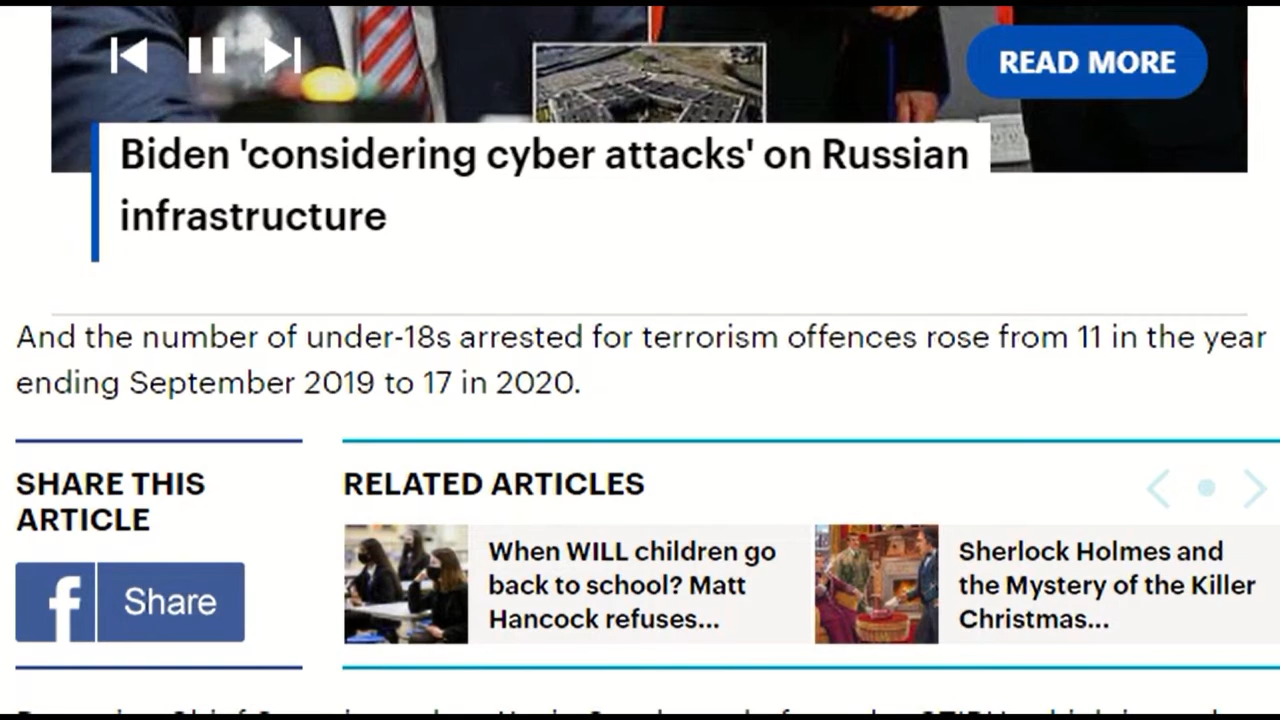 READ MORE
Biden 'considering cyber attacks' on Russian
infrastructure
And the number of under-18s arrested for terrorism offences rose from 11 in the year
ending September 2019 to 17 in 2020.
SHARE THIS
ARTICLE
f Share
RELATED ARTICLES
When WILL children go
back to school? Matt
Hancock refuses...
Sherlock Holmes and
the Mystery of the Killer
Christmas...